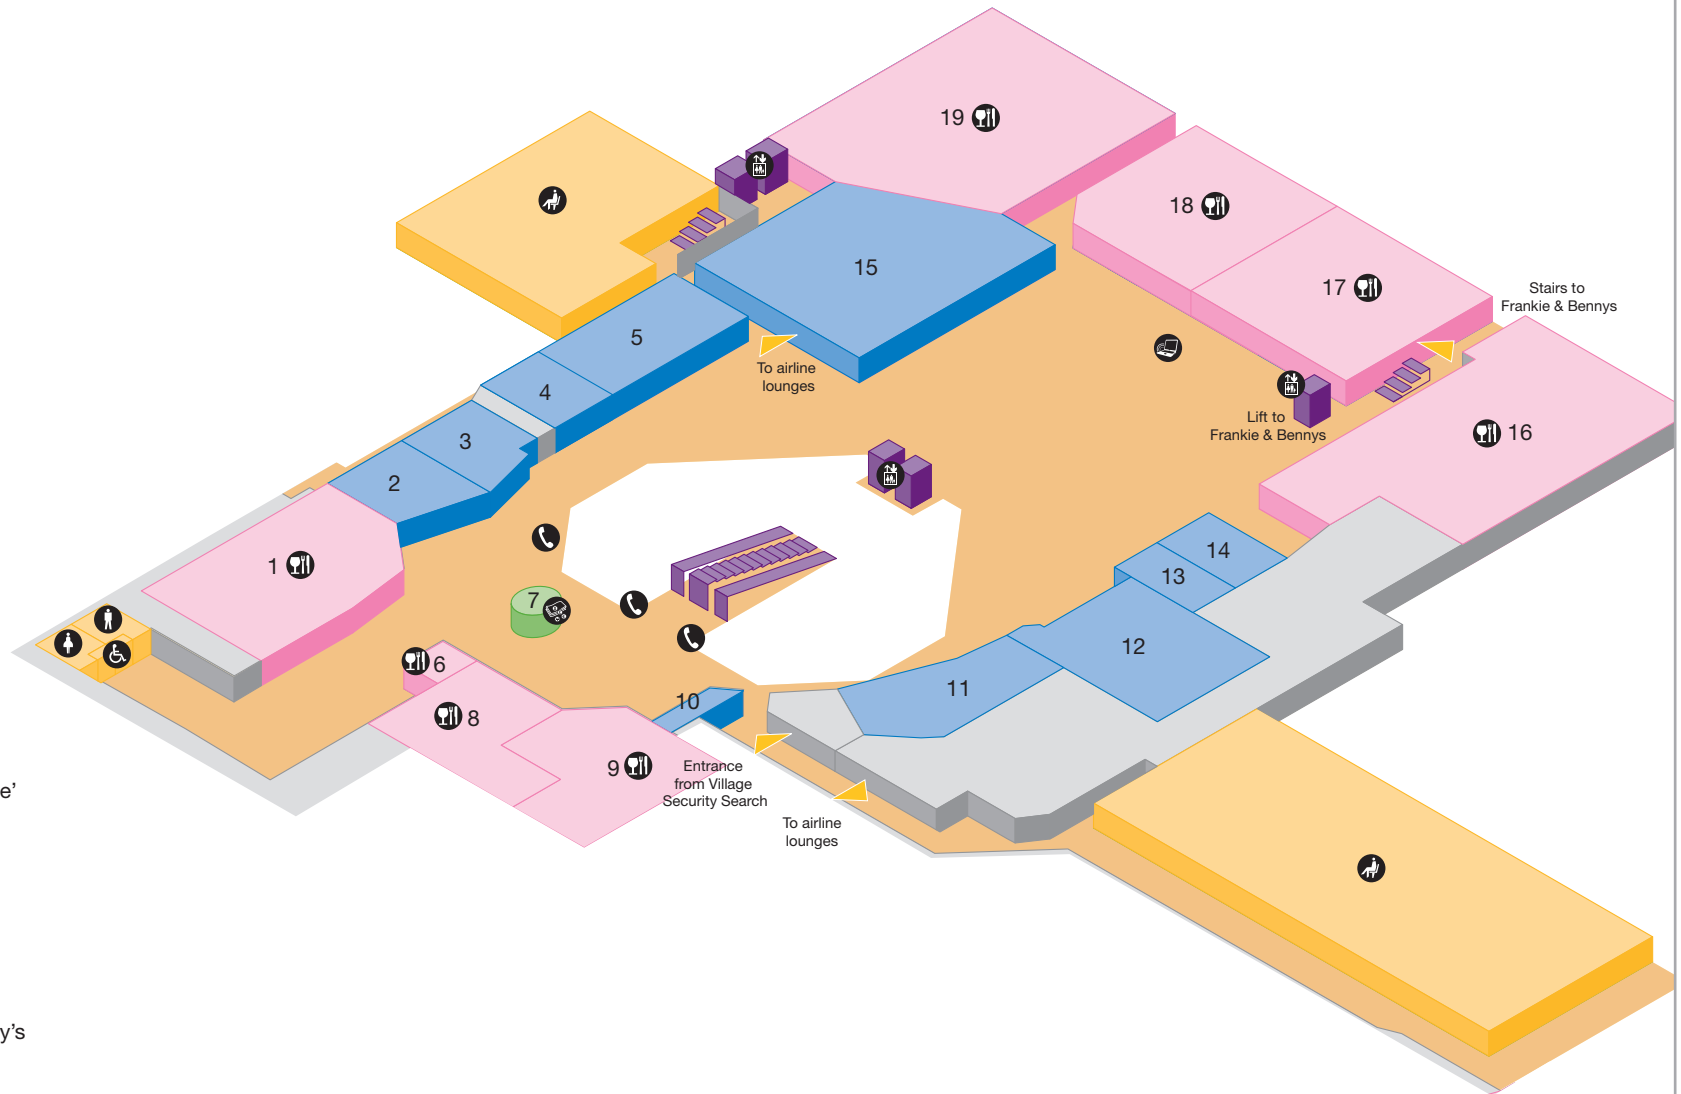 19
18
15
17
Stairs to
Frankie & Bennys
5
To airline
lounges
4
Lift to
Frankie & Bennys
16
3
2
14
1
13
7
12
6
11
8
10
9
Entrance
from Village
Security Search
e’
To airline
lounges
y’s